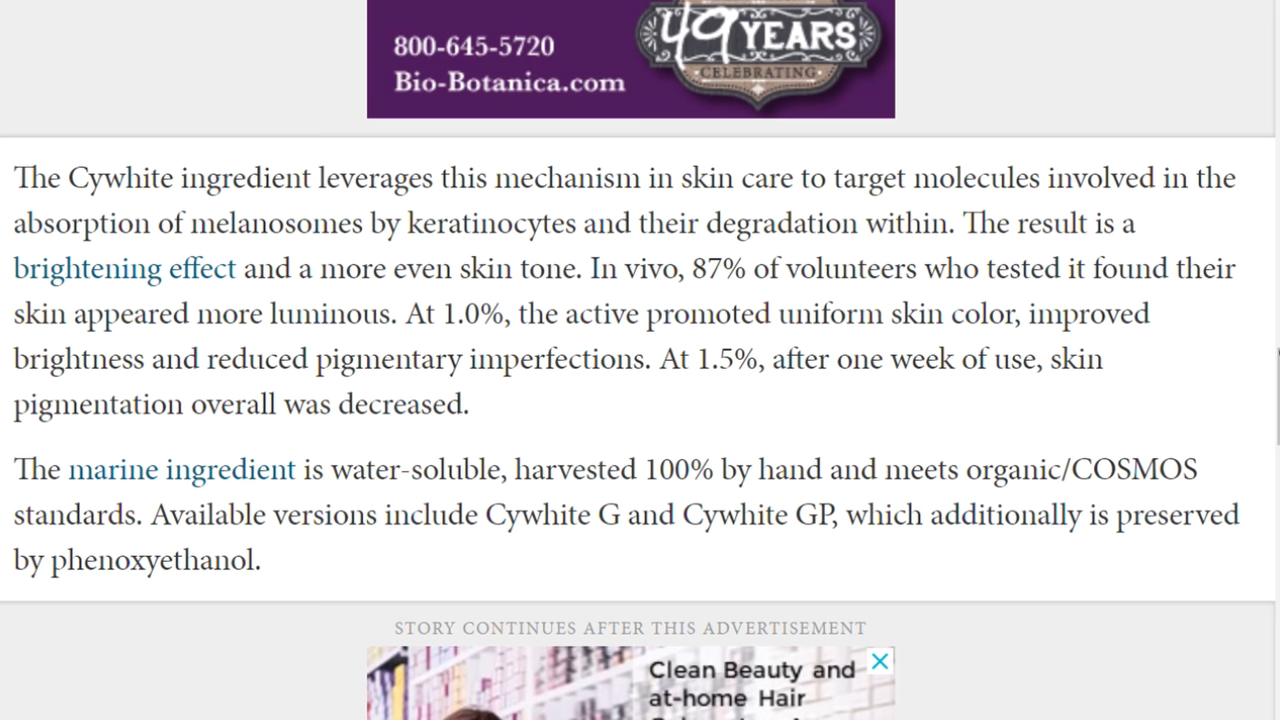 800-645-5720
Bio-Botanica.com
49 YEARS
CELEBRATING
The Cywhite ingredient leverages this mechanism in skin care to target molecules involved in the
absorption of melanosomes by keratinocytes and their degradation within. The result is a
brightening effect and a more even skin tone. In vivo, 87% of volunteers who tested it found their
skin appeared more luminous. At 1.0%, the active promoted uniform skin color, improved
brightness and reduced pigmentary imperfections. At 1.5%, after one week of use, skin
pigmentation overall was decreased.
The marine ingredient is water-soluble, harvested 100% by hand and meets organic/COSMOS
standards. Available versions include Cywhite G and Cywhite GP, which additionally is preserved
by phenoxyethanol.
STORY CONTINUES AFTER THIS ADVERTISEMENT
Clean Beauty and
at-home Hair